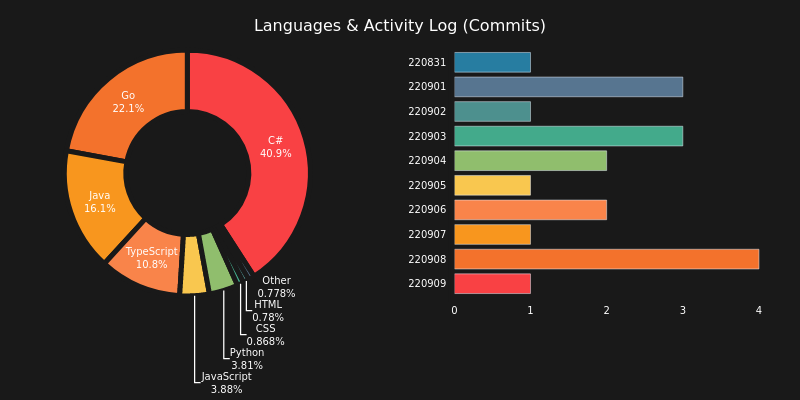 Languages & Activity Log (Commits)
Go
22.1%
C#
40.9%
Java
16.1%
TypeScript
10.8%
Other
0.778%
HTML
0.78%
CSS
0.868%
Python
3.81%
JavaScript
3.88%
220831
220901
220902
220903
220904
220905
220906
220907
220908
220909
0 1 2 3 4